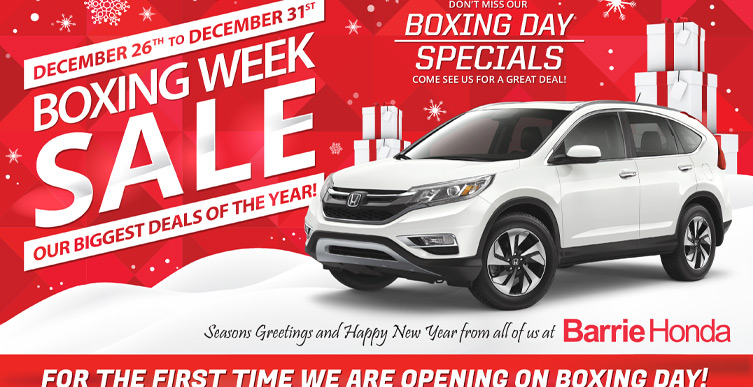 DECEMBER 26TH TO DECEMBER 31ST
BOXING WEEK
SALE
OUR BIGGEST DEALS OF THE YEAR!
DON'T MISS OUR
BOXING DAY
SPECIALS
COME SEE US FOR A GREAT DEAL!
Seasons Greetings and Happy New Year from all of us at Barrie Honda
FOR THE FIRST TIME WE ARE OPENING ON BOXING DAY!